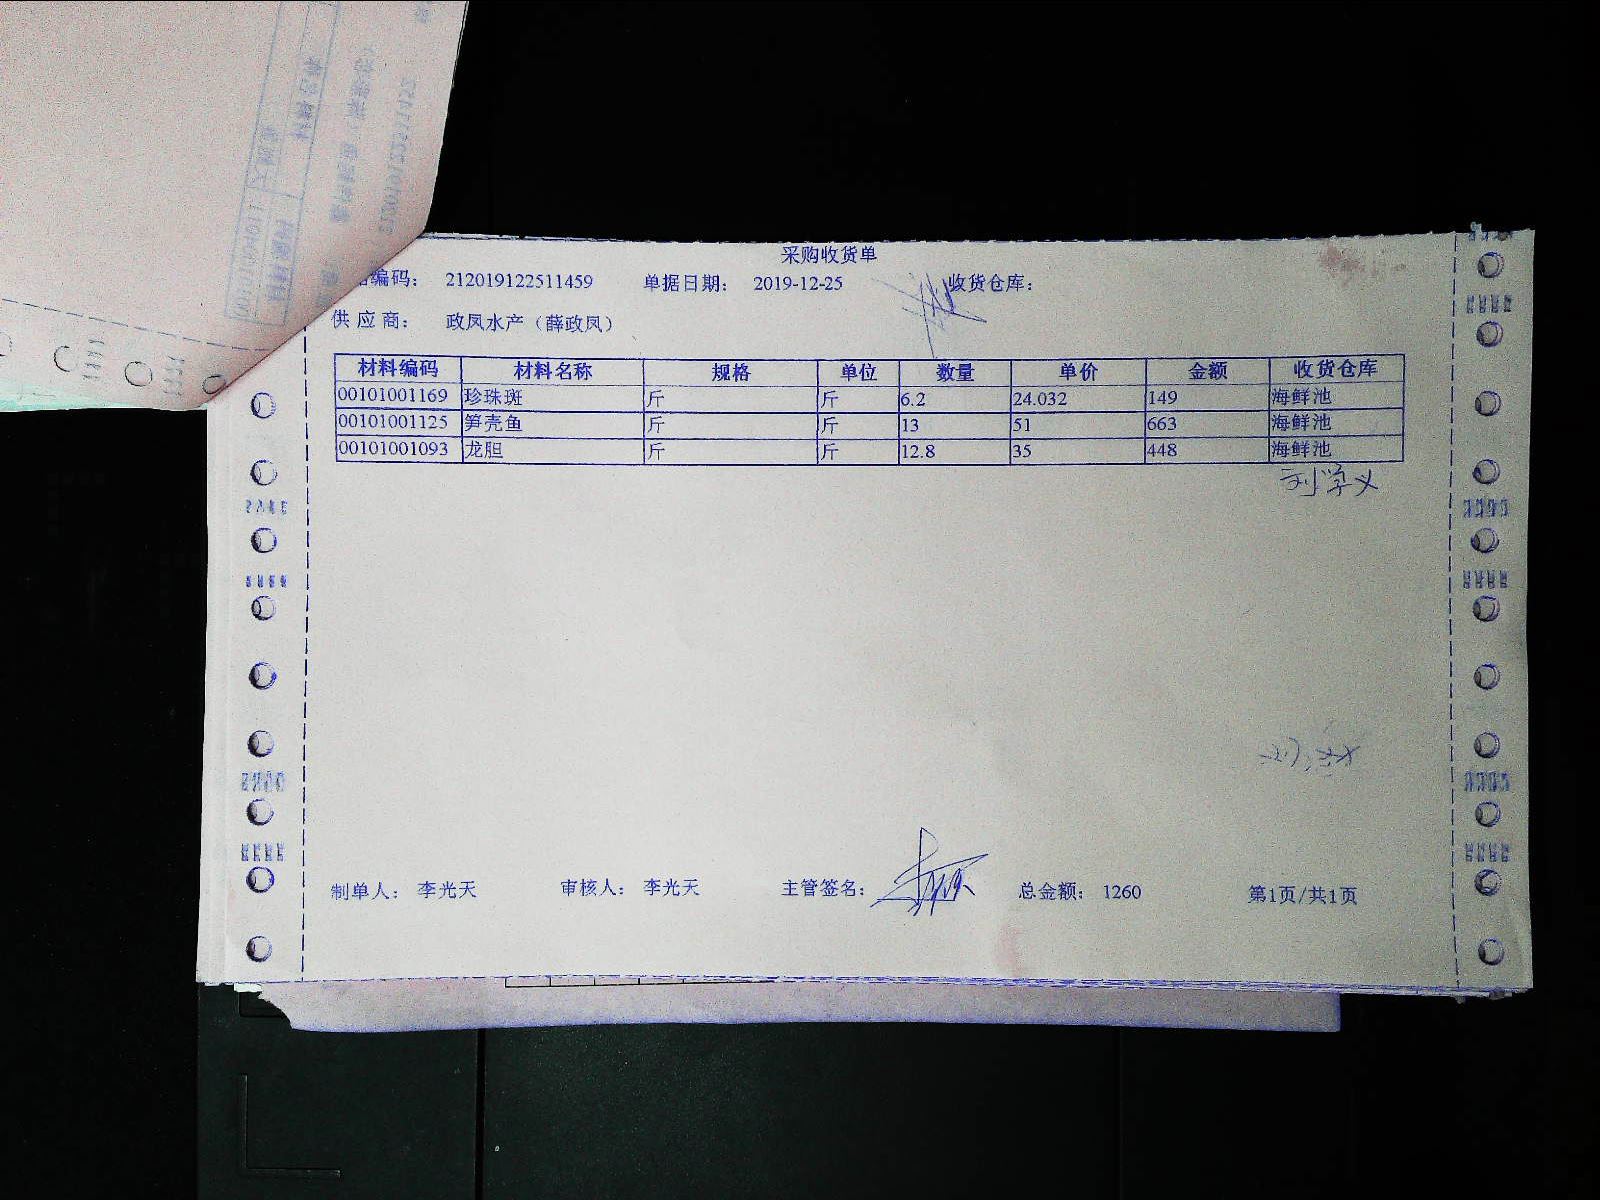 采购收货单
编码： 212019122511459 单据日期： 2019-12-25 收货仓库：
供应商： 政凤水产（薛政凤）
材料编码 材料名称 规格 单位 数量 单价 金额 收货仓库
00101001169 珍珠斑 斤 斤 6.2 24.032 149 海鲜池
00101001125 笋壳鱼 斤 斤 13 51 663 海鲜池
00101001093 龙胆 斤 斤 12.8 35 448 海鲜池
刘学义
制单人： 李光天 审核人： 李光天 主管签名： 总金额： 1260 第1页/共1页